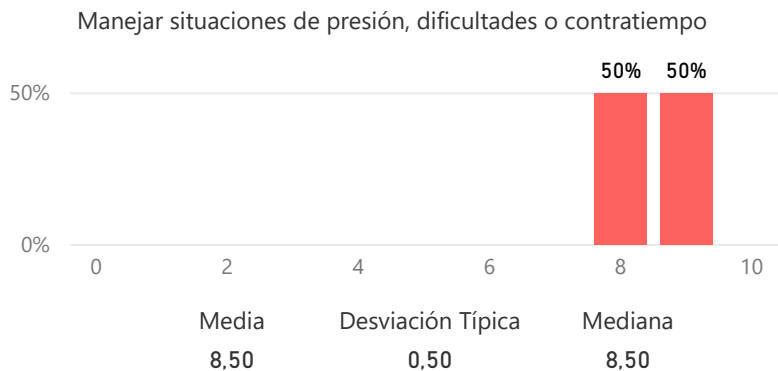 Manejar situaciones de presión, dificultades o contratiempo
50% 50%
50%
0%
0 2 4 6 8 10
Media Desviación Típica Mediana
8,50 0,50 8,50